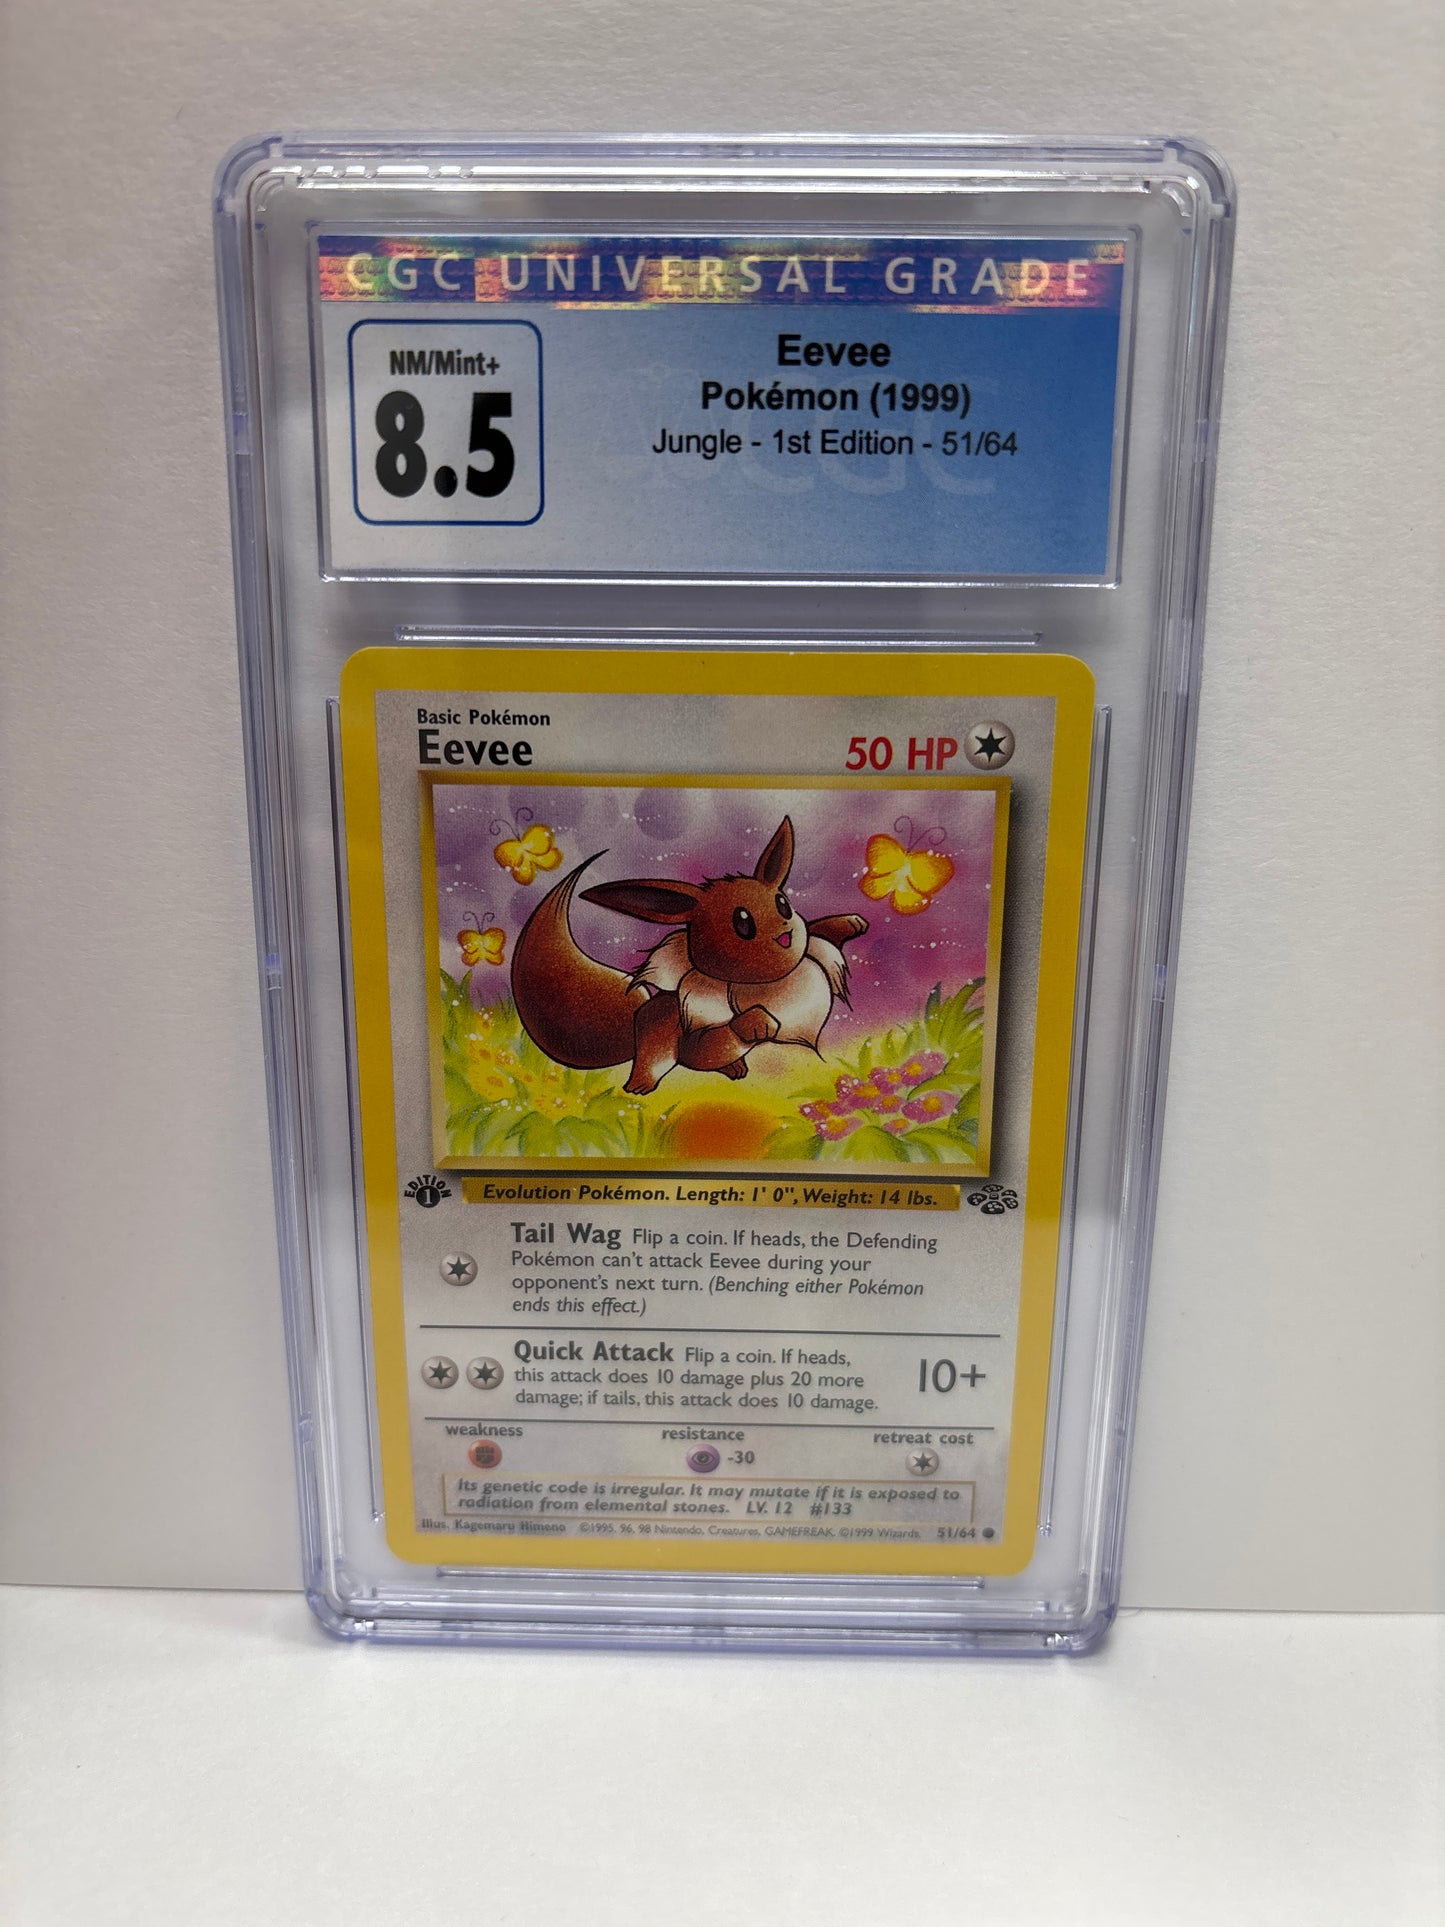 CGC UNIVERSAL GRADE
NM/Mint+
8.5
Eevee
Pokémon (1999)
Jungle - 1st Edition - 51/64
CGC
Basic Pokémon
Eevee
50 HP
EDITION
1
Evolution Pokémon. Length: 1' 0", Weight: 14 lbs.
Tail Wag Flip a coin. If heads, the Defending
Pokémon can't attack Eevee during your
opponent's next turn. (Benching either Pokémon
ends this effect.)
Quick Attack Flip a coin. If heads,
this attack does 10 damage plus 20 more
damage; if tails, this attack does 10 damage.
10+
weakness
resistance
retreat cost
-30
Its genetic code is irregular. It may mutate if it is exposed to
radiation from elemental stones. LV. 12 #133
Illus. Kagemaru Himeno ©1995, 96, 98 Nintendo, Creatures, GAMEFREAK. ©1999 Wizards. 51/64